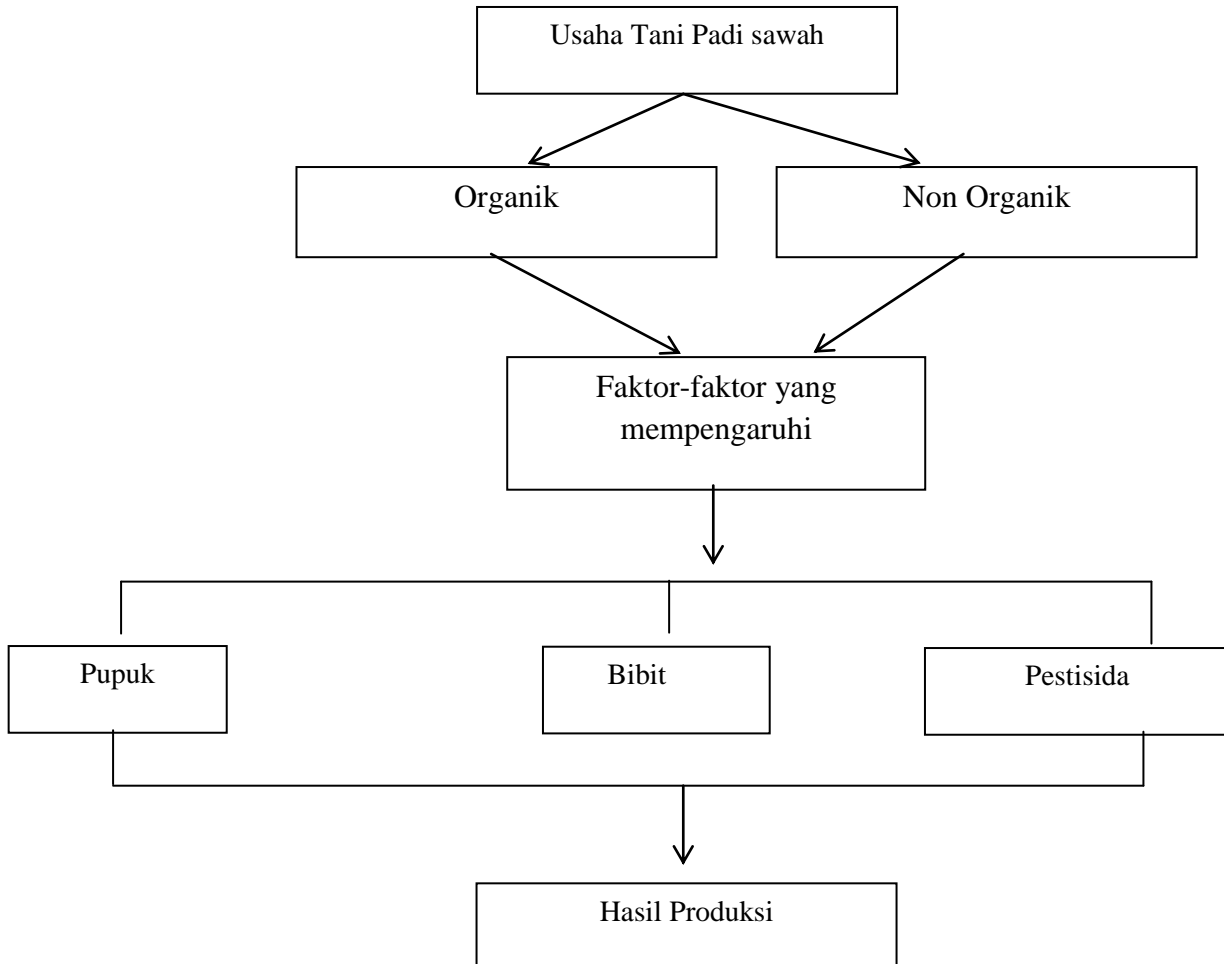 Usaha Tani Padi sawah
Organik
Non Organik
Faktor-faktor yang
mempengaruhi
Pupuk
Bibit
Pestisida
Hasil Produksi